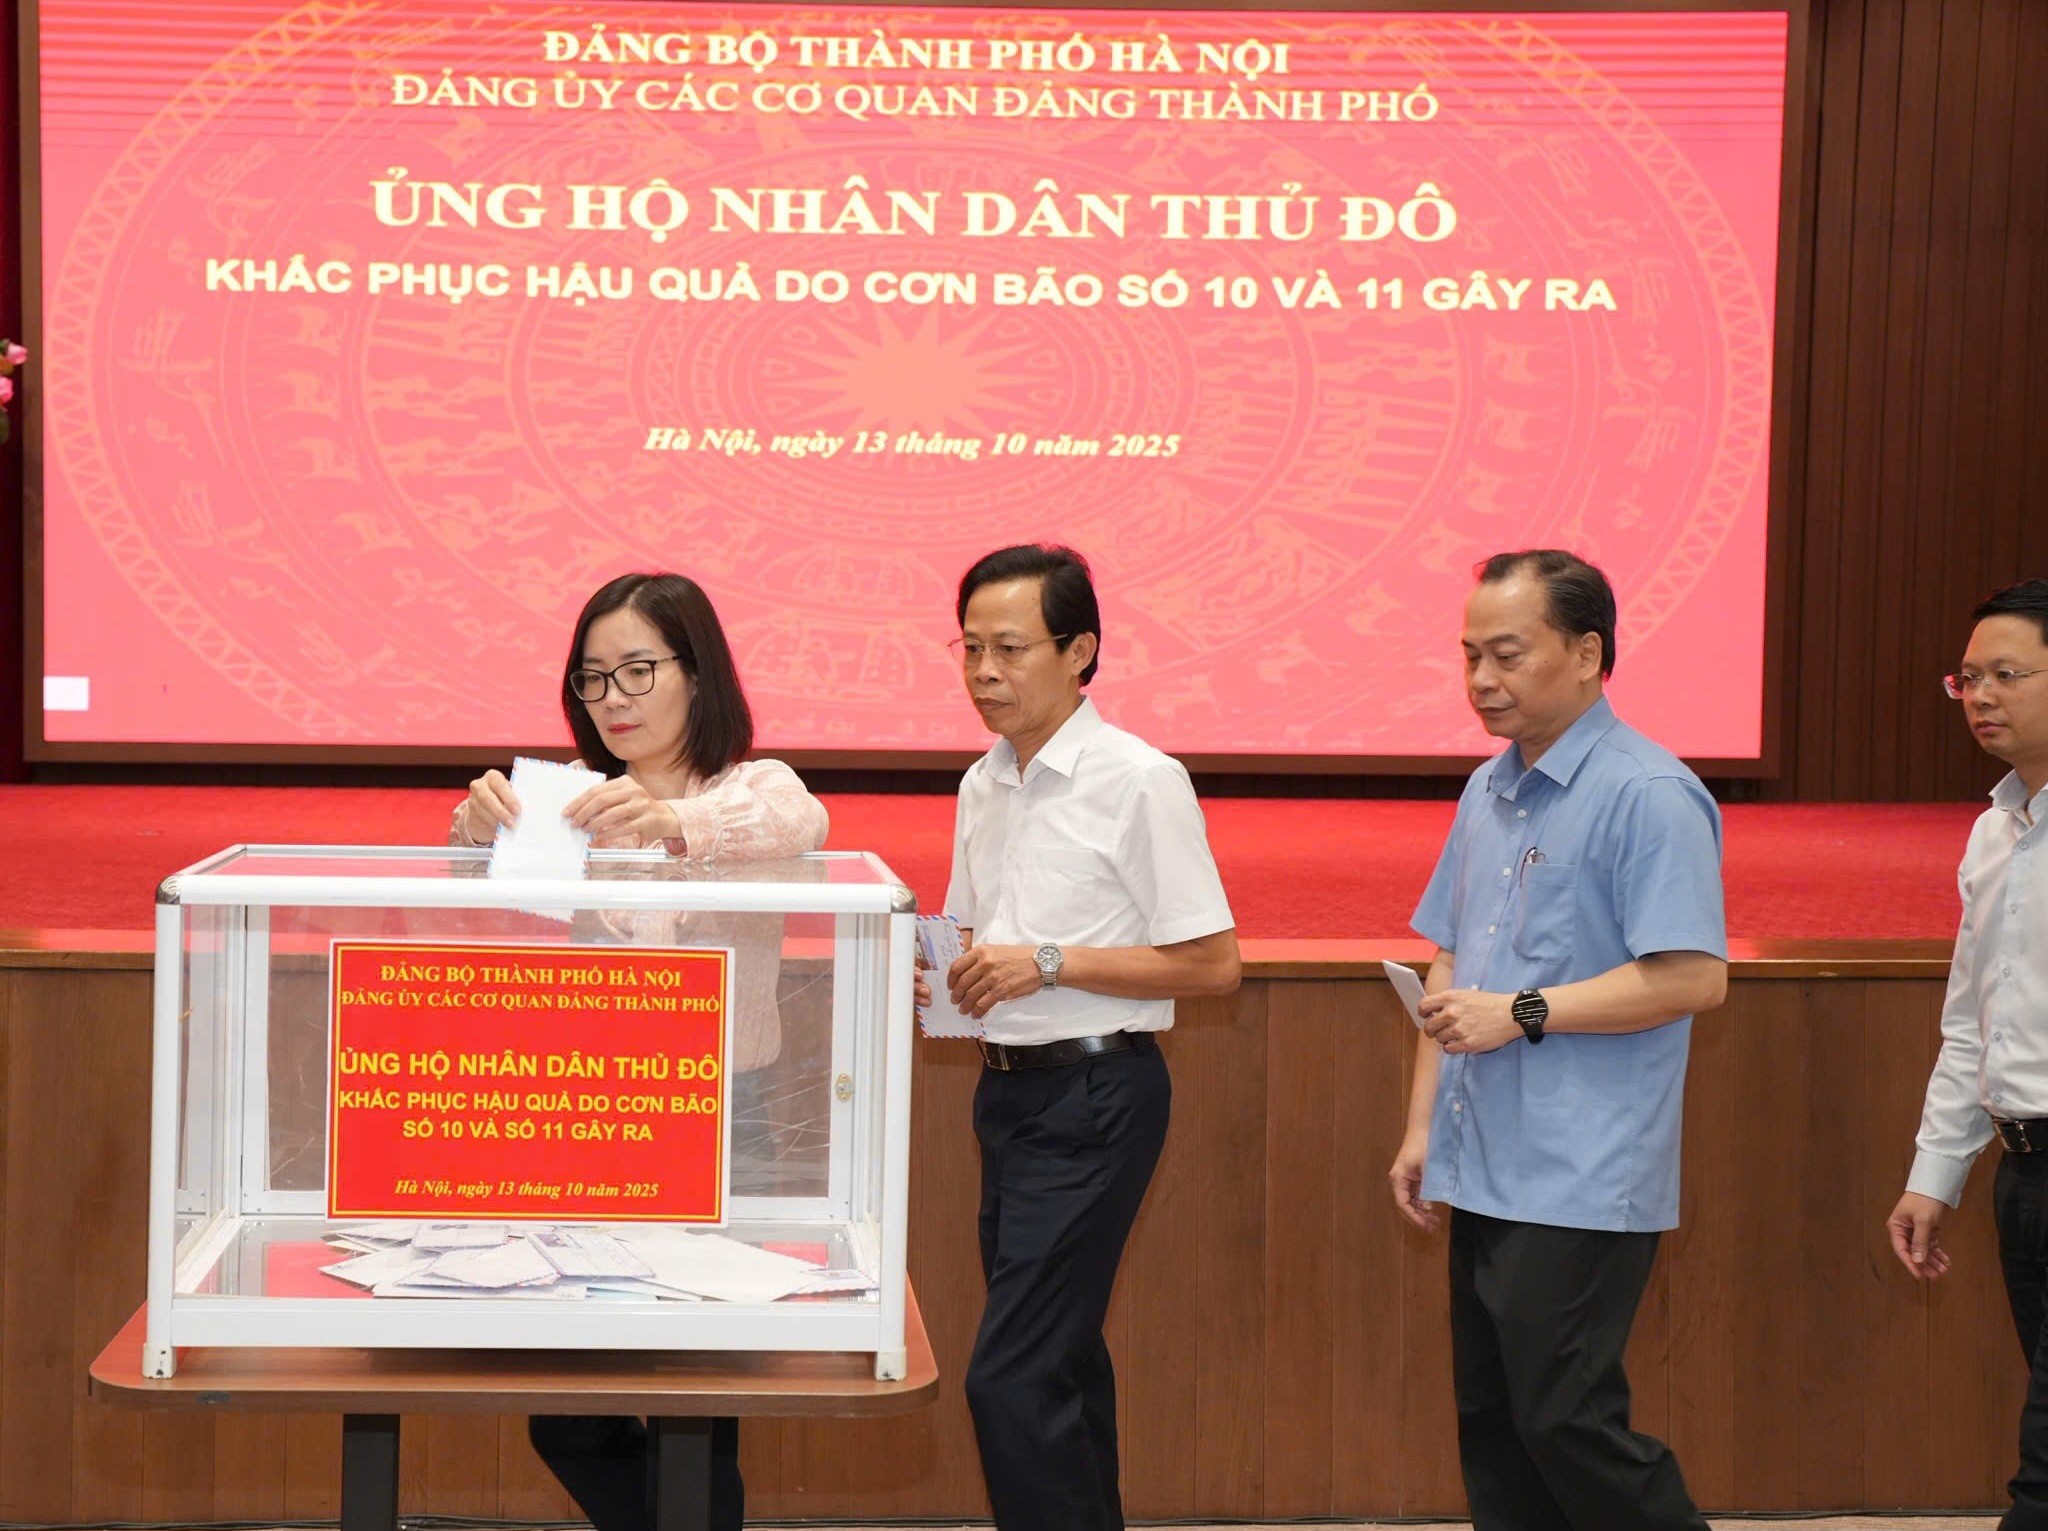 ĐẢNG BỘ THÀNH PHỐ HÀ NỘI
ĐẢNG ỦY CÁC CƠ QUAN ĐẢNG THÀNH PHỐ
ỦNG HỘ NHÂN DÂN THỦ ĐÔ
KHẮC PHỤC HẬU QUẢ DO CƠN BÃO SỐ 10 VÀ 11 GÂY RA
Hà Nội, ngày 13 tháng 10 năm 2025
ĐẢNG BỘ THÀNH PHỐ HÀ NỘI
ĐẢNG ỦY CÁC CƠ QUAN ĐẢNG THÀNH PHỐ
ỦNG HỘ NHÂN DÂN THỦ ĐÔ
KHẮC PHỤC HẬU QUẢ DO CƠN BÃO
SỐ 10 VÀ SỐ 11 GÂY RA
Hà Nội, ngày 13 tháng 10 năm 2025